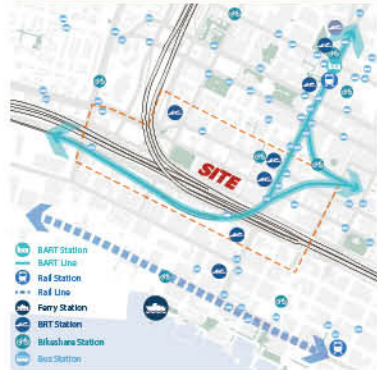 SITE
BART Station
BART Line
Rail Station
Rail Line
Ferry Station
BRT Station
Bikeshare Station
Bus Station